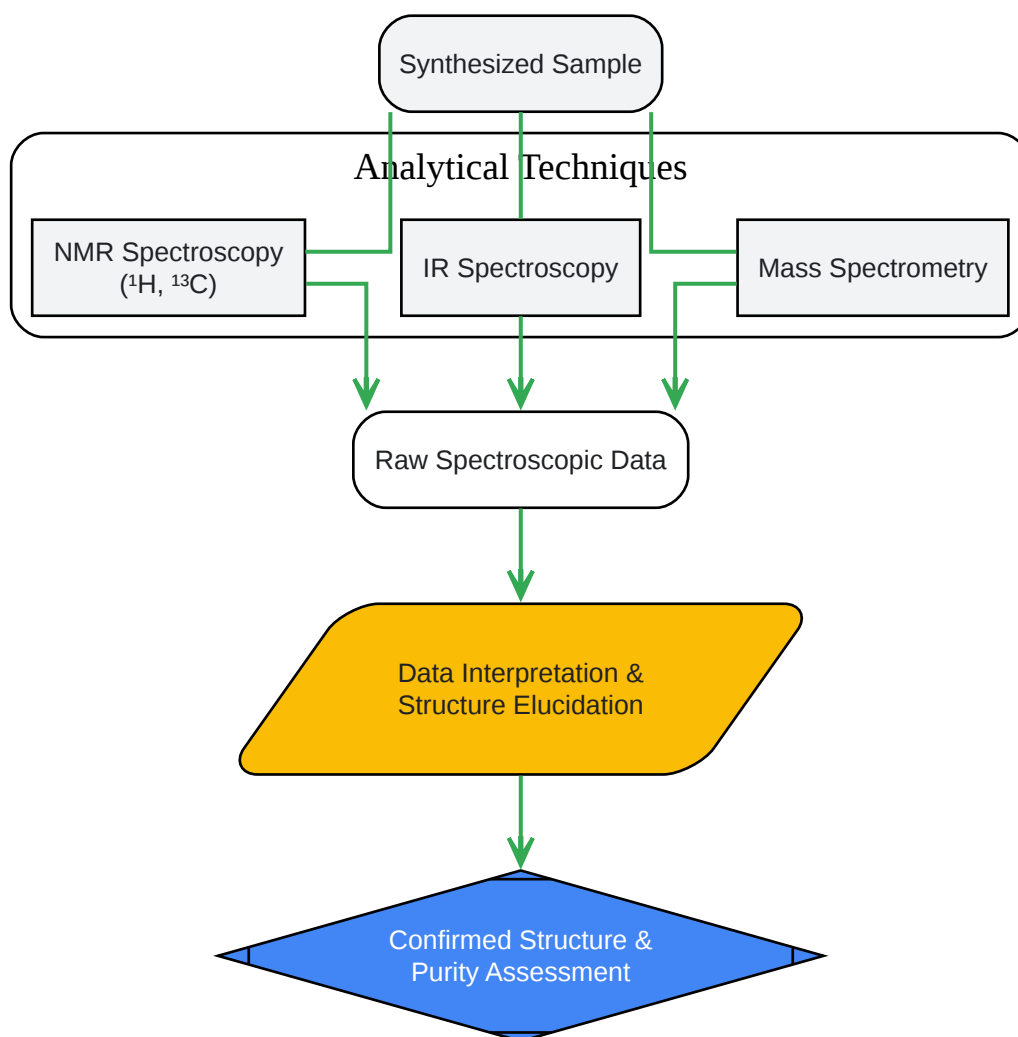 Synthesized Sample
Analytical Techniques
NMR Spectroscopy
(¹H, ¹³C)
IR Spectroscopy
Mass Spectrometry
Raw Spectroscopic Data
Data Interpretation &
Structure Elucidation
Confirmed Structure &
Purity Assessment